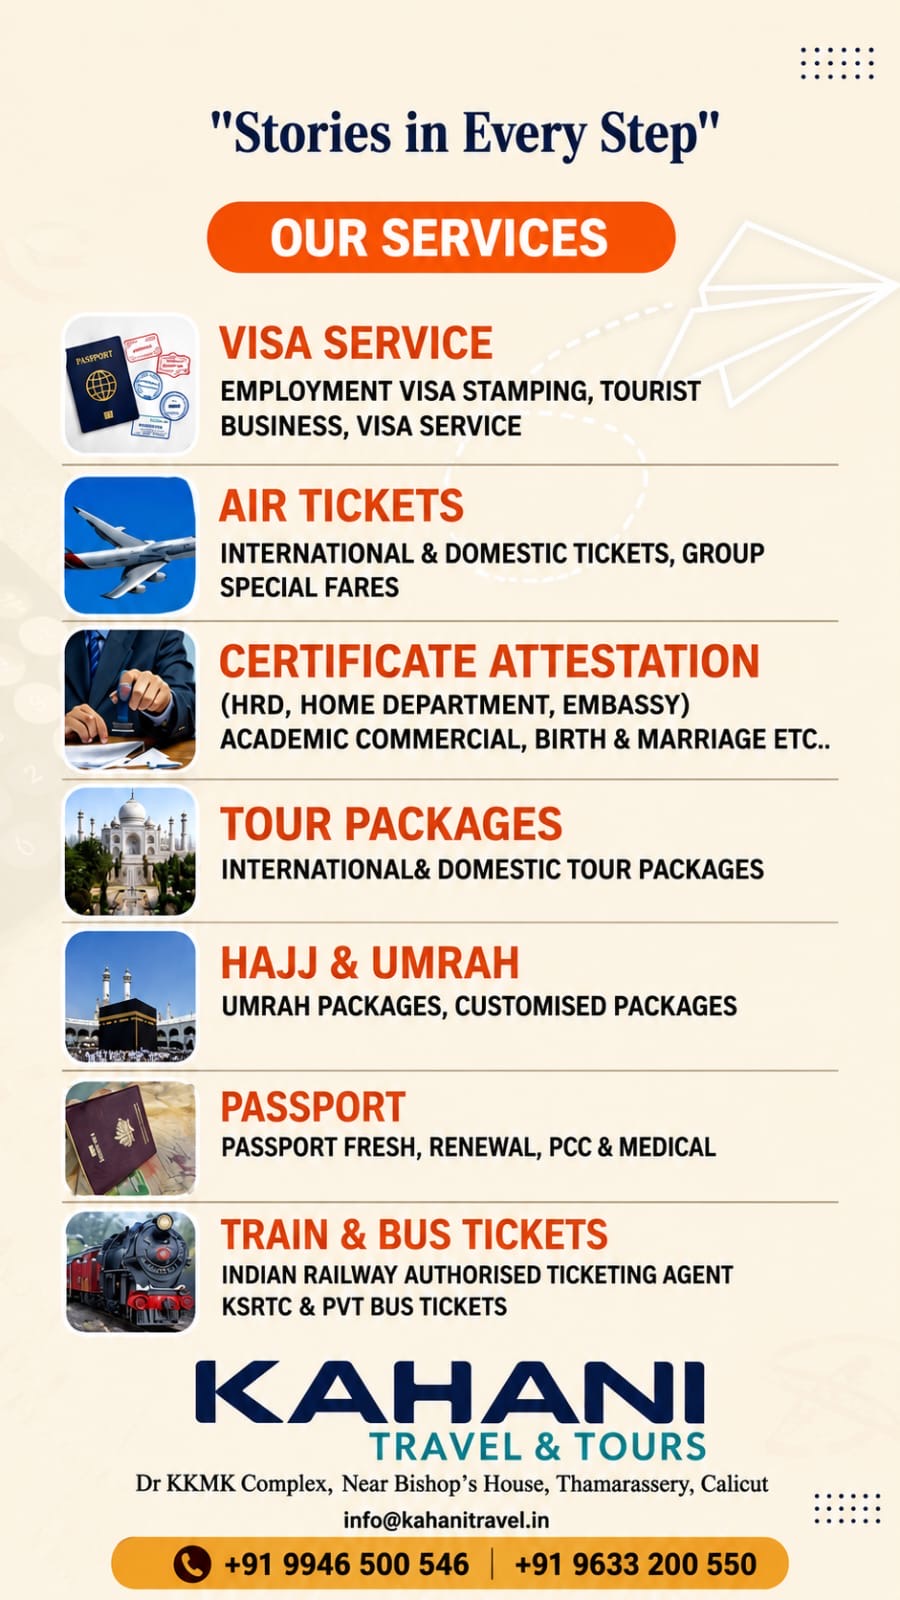 "Stories in Every Step"
OUR SERVICES
PASSPORT
VISA SERVICE
EMPLOYMENT VISA STAMPING, TOURIST
BUSINESS, VISA SERVICE
AIR TICKETS
INTERNATIONAL & DOMESTIC TICKETS, GROUP
SPECIAL FARES
CERTIFICATE ATTESTATION
(HRD, HOME DEPARTMENT, EMBASSY)
ACADEMIC COMMERCIAL, BIRTH & MARRIAGE ETC..
TOUR PACKAGES
INTERNATIONAL& DOMESTIC TOUR PACKAGES
HAJJ & UMRAH
UMRAH PACKAGES, CUSTOMISED PACKAGES
PASSPORT
PASSPORT FRESH, RENEWAL, PCC & MEDICAL
TRAIN & BUS TICKETS
INDIAN RAILWAY AUTHORISED TICKETING AGENT
KSRTC & PVT BUS TICKETS
KAHANI
TRAVEL & TOURS
Dr KKMK Complex, Near Bishop's House, Thamarassery, Calicut
info@kahanitravel.in
+91 9946 500 546 | +91 9633 200 550